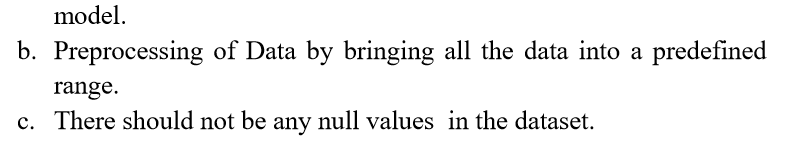 model.
b. Preprocessing of Data by bringing all the data into a predefined
range.
c. There should not be any null values  in the dataset.